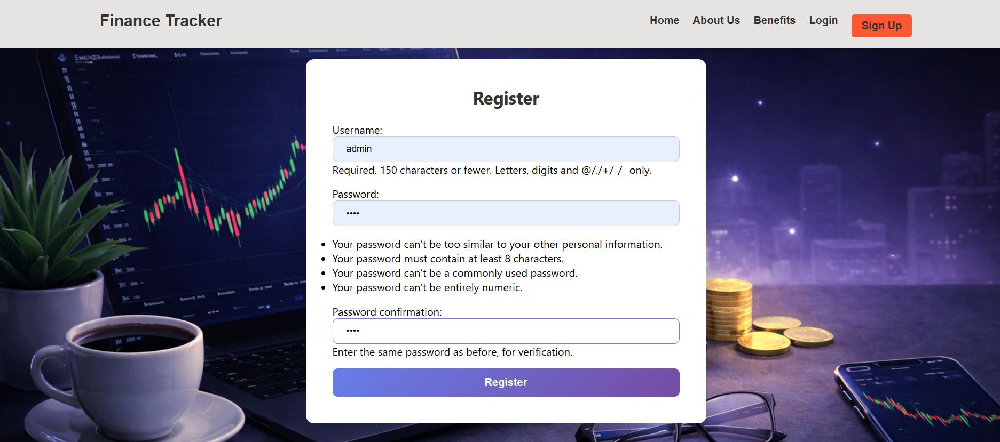 Finance Tracker
Home About Us Benefits Login Sign Up
Register
Username:
admin
Required. 150 characters or fewer. Letters, digits and @/./+/-/_ only.
Password:
••••
• Your password can’t be too similar to your other personal information.
• Your password must contain at least 8 characters.
• Your password can’t be a commonly used password.
• Your password can’t be entirely numeric.
Password confirmation:
••••
Enter the same password as before, for verification.
Register